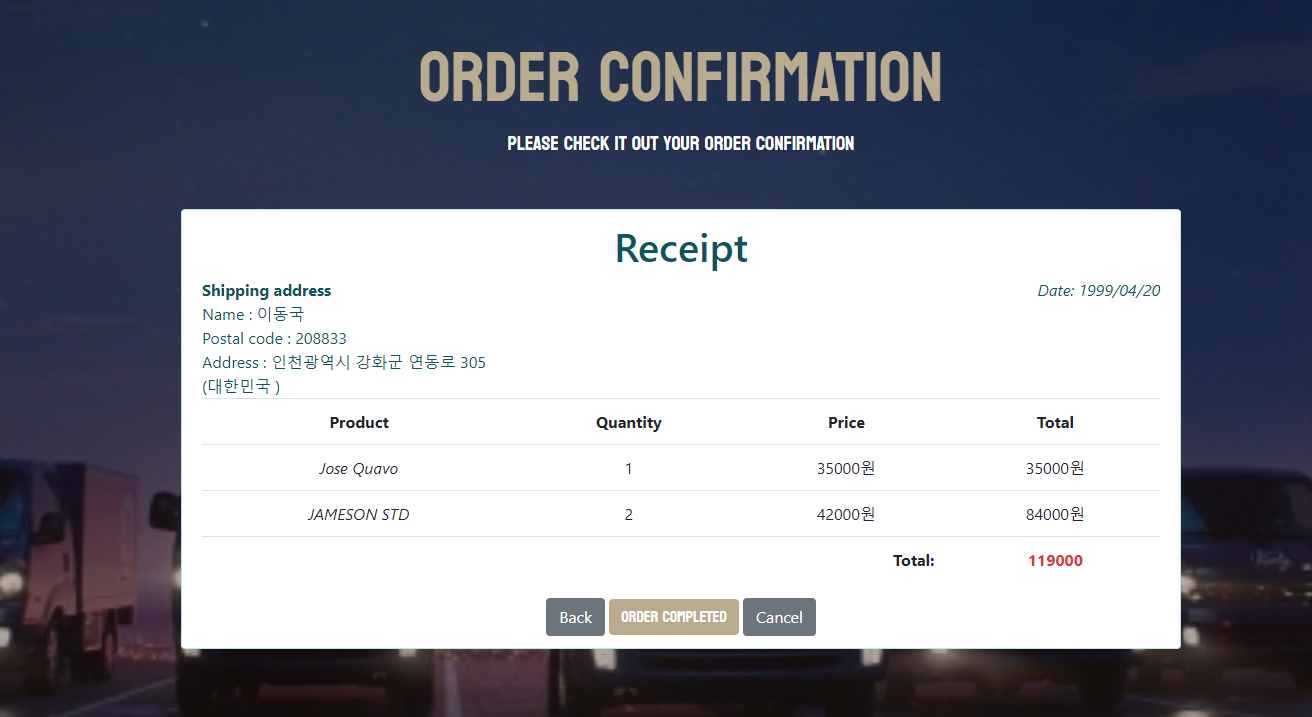 ORDER CONFIRMATION
PLEASE CHECK IT OUT YOUR ORDER CONFIRMATION
Receipt
Shipping address Date: 1999/04/20
Name : 이동국
Postal code : 208833
Address : 인천광역시 강화군 연동로 305
(대한민국 )
Product Quantity Price Total
Jose Quavo 1 35000원 35000원
JAMESON STD 2 42000원 84000원
Total: 119000
Back ORDER COMPLETED Cancel